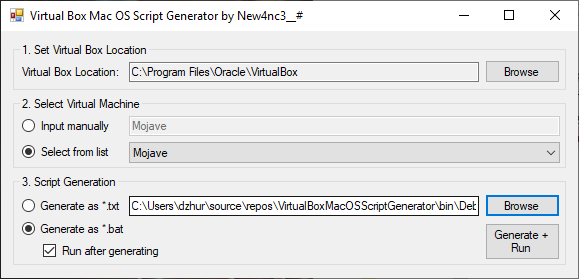 Virtual Box Mac OS Script Generator by New4nc3__#
1. Set Virtual Box Location
Virtual Box Location: C:\Program Files\Oracle\VirtualBox Browse
2. Select Virtual Machine
Input manually Mojave
Select from list Mojave
3. Script Generation
Generate as *.txt C:\Users\dzhur\source\repos\VirtualBoxMacOSScriptGenerator\bin\Deb Browse
Generate as *.bat
Run after generating
Generate +
Run